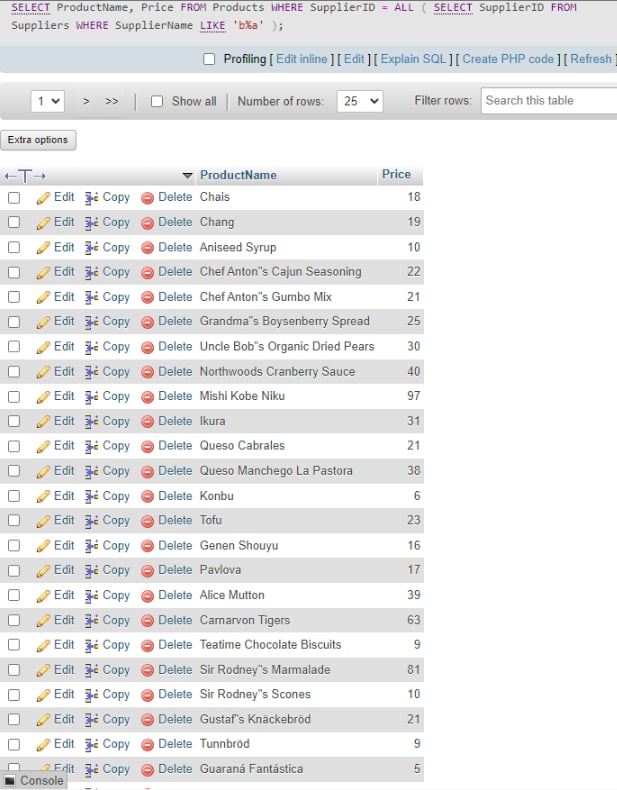 SELECT ProductName, Price FROM Products WHERE SupplierID = ALL ( SELECT SupplierID FROM
Suppliers WHERE SupplierName LIKE 'b%a' );
Profiling [ Edit inline ] [ Edit ] [ Explain SQL ] [ Create PHP code ] [ Refresh ]
1 > >> Show all Number of rows: 25 Filter rows: Search this table
Extra options
←T→ ProductName Price
Edit Copy Delete Chais 18
Edit Copy Delete Chang 19
Edit Copy Delete Aniseed Syrup 10
Edit Copy Delete Chef Anton''s Cajun Seasoning 22
Edit Copy Delete Chef Anton''s Gumbo Mix 21
Edit Copy Delete Grandma''s Boysenberry Spread 25
Edit Copy Delete Uncle Bob''s Organic Dried Pears 30
Edit Copy Delete Northwoods Cranberry Sauce 40
Edit Copy Delete Mishi Kobe Niku 97
Edit Copy Delete Ikura 31
Edit Copy Delete Queso Cabrales 21
Edit Copy Delete Queso Manchego La Pastora 38
Edit Copy Delete Konbu 6
Edit Copy Delete Tofu 23
Edit Copy Delete Genen Shouyu 16
Edit Copy Delete Pavlova 17
Edit Copy Delete Alice Mutton 39
Edit Copy Delete Carnarvon Tigers 63
Edit Copy Delete Teatime Chocolate Biscuits 9
Edit Copy Delete Sir Rodney''s Marmalade 81
Edit Copy Delete Sir Rodney''s Scones 10
Edit Copy Delete Gustaf''s Knäckebröd 21
Edit Copy Delete Tunnbröd 9
Edit Copy Delete Guaraná Fantástica 5
Console